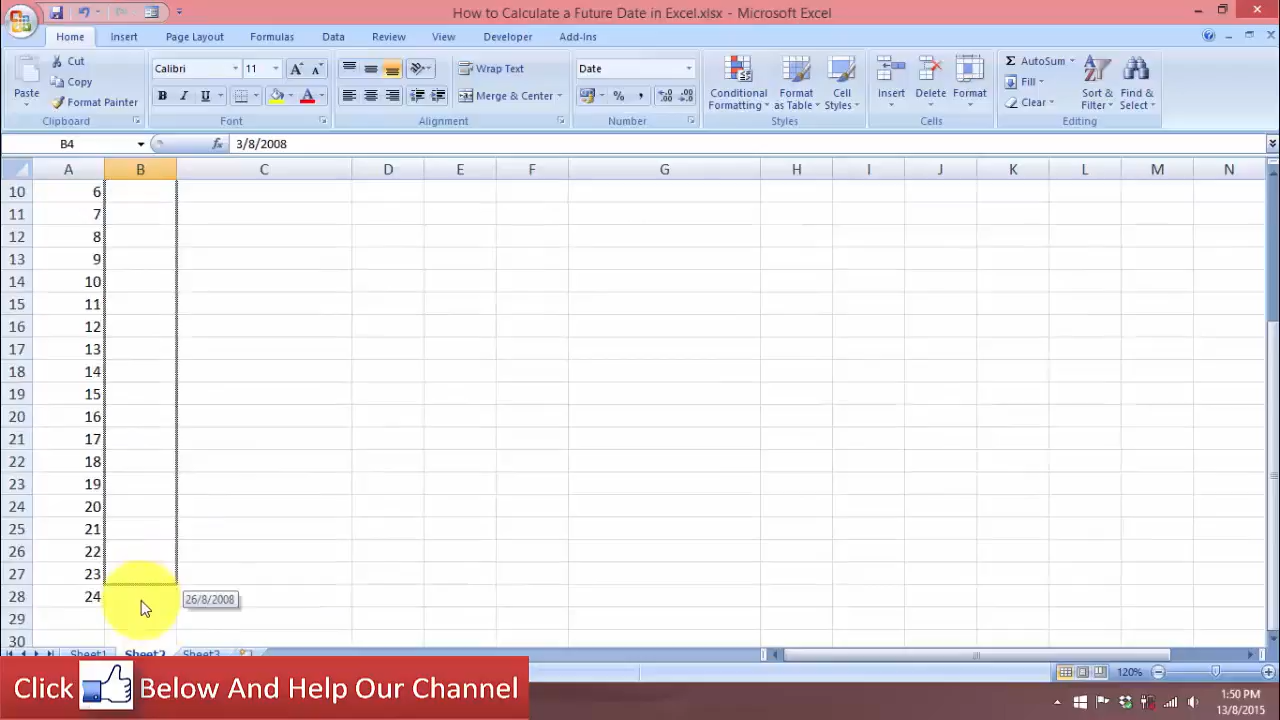 How to Calculate a Future Date in Excel.xlsx - Microsoft Excel
Home Insert Page Layout Formulas Data Review View Developer Add-Ins
Paste
Cut
Copy
Format Painter
Clipboard
Calibri 11
B I U
Font
Wrap Text
Merge & Center
Alignment
Date
% ,
Number
Conditional Formatting
Format as Table
Cell Styles
Styles
Insert Delete Format
Cells
Σ AutoSum
Fill
Clear
Sort & Filter
Find & Select
Editing
B4 fx 3/8/2008
A B C D E F G H I J K L M N
10 6
11 7
12 8
13 9
14 10
15 11
16 12
17 13
18 14
19 15
20 16
21 17
22 18
23 19
24 20
25 21
26 22
27 23
28 24 26/8/2008
29
30
Sheet1 Sheet2 Sheet3
120%
Click Below And Help Our Channel
1:50 PM
13/8/2015